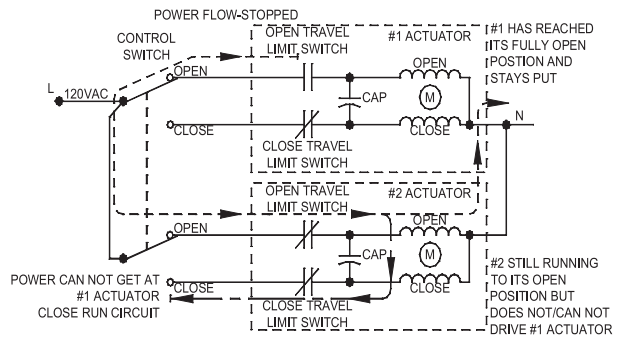 POWER FLOW-STOPPED
CONTROL
SWITCH
OPEN TRAVEL
LIMIT SWITCH
#1 ACTUATOR
#1 HAS REACHED
ITS FULLY OPEN
POSTION AND
STAYS PUT
OPEN
OPEN
L
120VAC
CAP
M
N
CLOSE
CLOSE
CLOSE TRAVEL
LIMIT SWITCH
OPEN TRAVEL
LIMIT SWITCH
#2 ACTUATOR
OPEN
OPEN
CAP
M
CLOSE
CLOSE
POWER CAN NOT GET AT
#1 ACTUATOR
CLOSE RUN CIRCUIT
CLOSE TRAVEL
LIMIT SWITCH
#2 STILL RUNNING
TO ITS OPEN
POSITION BUT
DOES NOT/CAN NOT
DRIVE #1 ACTUATOR